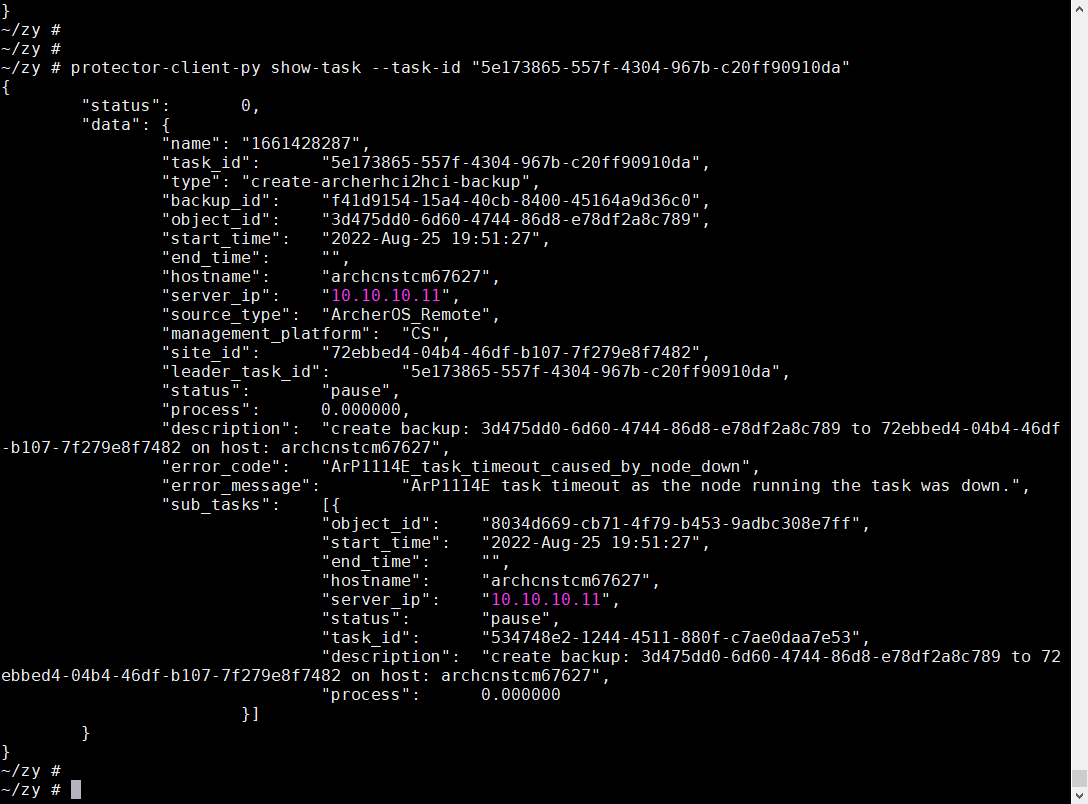 }
~/zy #
~/zy #
~/zy # protector-client-py show-task --task-id "5e173865-557f-4304-967b-c20ff90910da"
{
        "status":       0,
        "data": {
                "name": "1661428287",
                "task_id":      "5e173865-557f-4304-967b-c20ff90910da",
                "type": "create-archerhci2hci-backup",
                "backup_id":    "f41d9154-15a4-40cb-8400-45164a9d36c0",
                "object_id":    "3d475dd0-6d60-4744-86d8-e78df2a8c789",
                "start_time":   "2022-Aug-25 19:51:27",
                "end_time":     "",
                "hostname":     "archcnstcm67627",
                "server_ip":    "10.10.10.11",
                "source_type":  "ArcherOS_Remote",
                "management_platform":  "CS",
                "site_id":      "72ebbed4-04b4-46df-b107-7f279e8f7482",
                "leader_task_id":       "5e173865-557f-4304-967b-c20ff90910da",
                "status":       "pause",
                "process":      0.000000,
                "description":  "create backup: 3d475dd0-6d60-4744-86d8-e78df2a8c789 to 72ebbed4-04b4-46df
-b107-7f279e8f7482 on host: archcnstcm67627",
                "error_code":   "ArP1114E_task_timeout_caused_by_node_down",
                "error_message":        "ArP1114E task timeout as the node running the task was down.",
                "sub_tasks":    [{
                                "object_id":    "8034d669-cb71-4f79-b453-9adbc308e7ff",
                                "start_time":   "2022-Aug-25 19:51:27",
                                "end_time":     "",
                                "hostname":     "archcnstcm67627",
                                "server_ip":    "10.10.10.11",
                                "status":       "pause",
                                "task_id":      "534748e2-1244-4511-880f-c7ae0daa7e53",
                                "description":  "create backup: 3d475dd0-6d60-4744-86d8-e78df2a8c789 to 72
ebbed4-04b4-46df-b107-7f279e8f7482 on host: archcnstcm67627",
                                "process":      0.000000
                        }]
        }
}
~/zy #
~/zy #